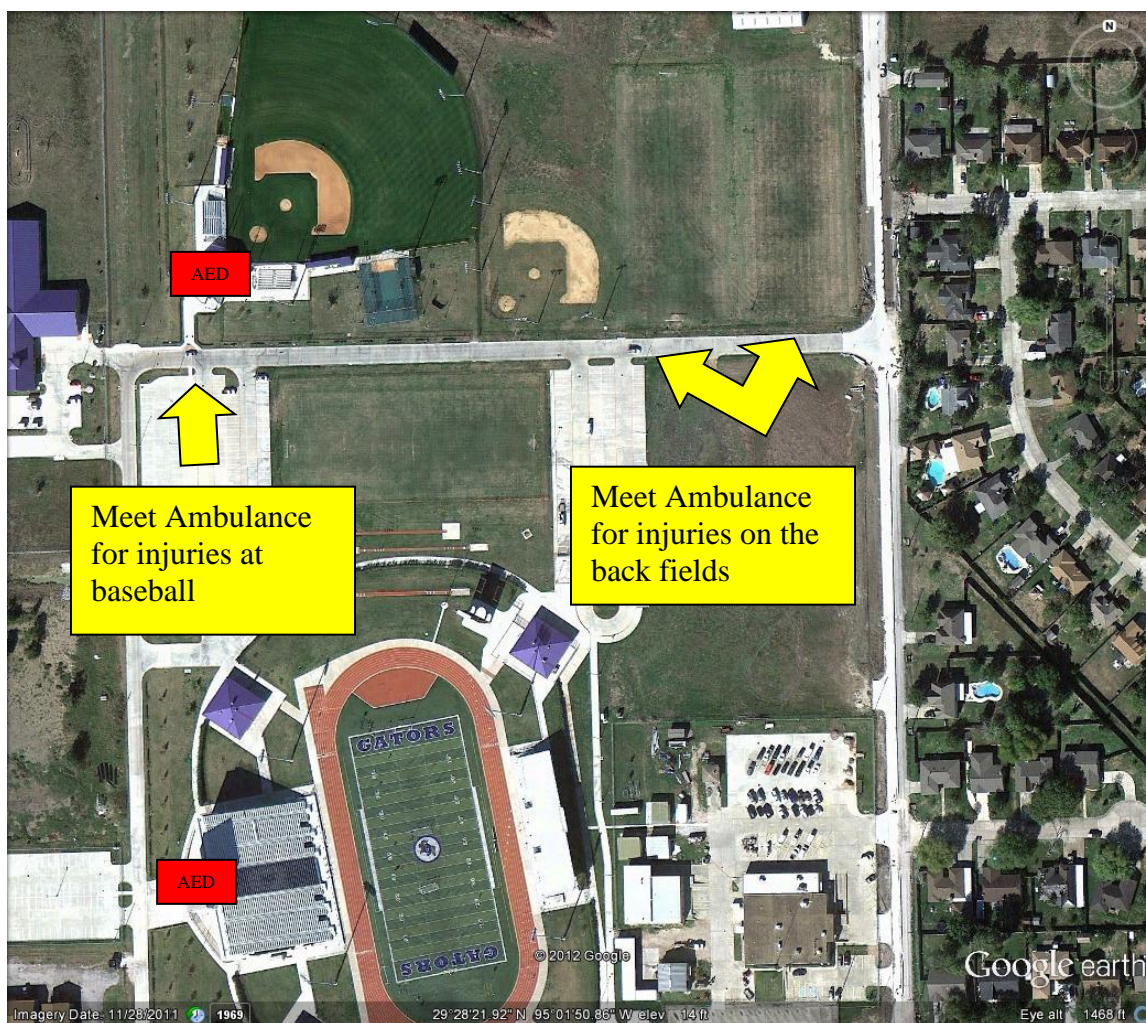 N
AED
Meet Ambulance
for injuries at
baseball
Meet Ambulance
for injuries on the
back fields
GATORS
AED
GATORS
© 2012 Google
Google earth
Imagery Date: 11/28/2011 1969 29°28'21.92" N 95°01'50.86" W elev 14 ft Eye alt 1468 ft